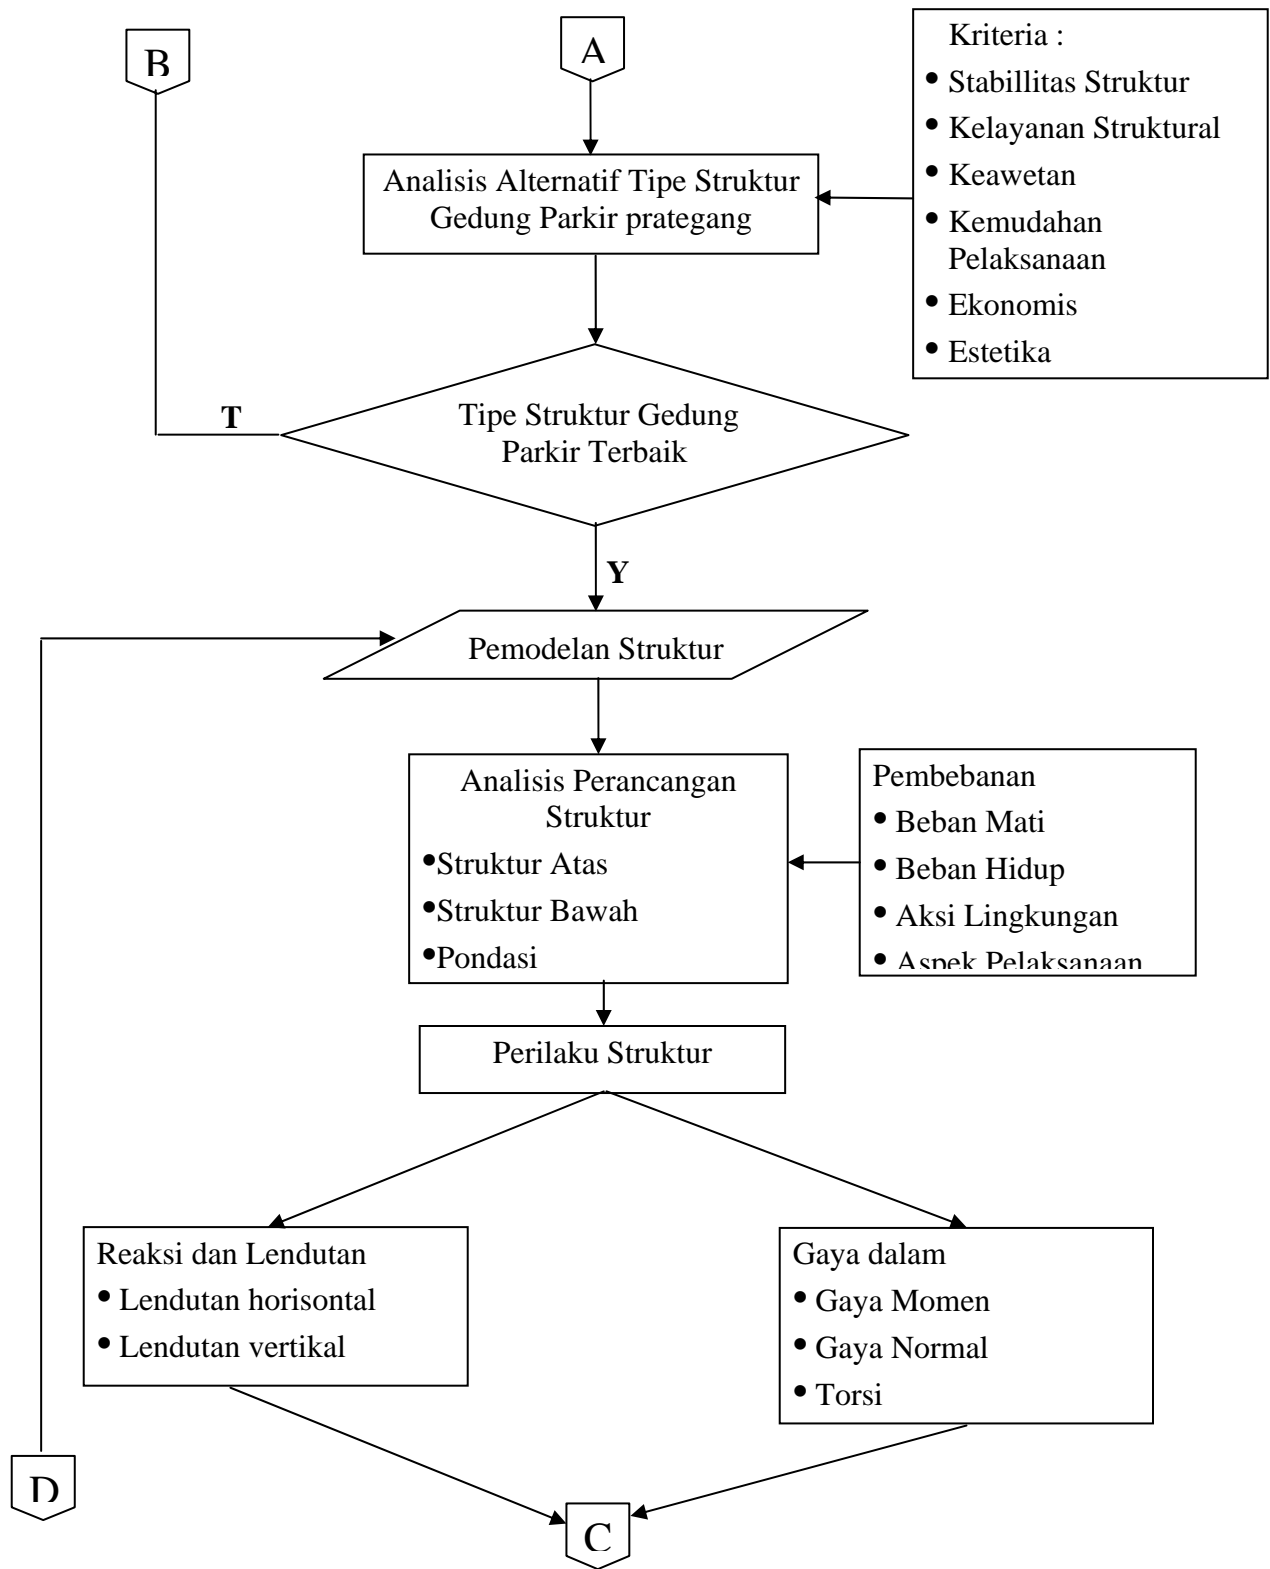 B
A
Kriteria :
• Stabillitas Struktur
• Kelayanan Struktural
• Keawetan
• Kemudahan
Pelaksanaan
• Ekonomis
• Estetika
Analisis Alternatif Tipe Struktur
Gedung Parkir prategang
T
Tipe Struktur Gedung
Parkir Terbaik
Y
Pemodelan Struktur
Analisis Perancangan
Struktur
•Struktur Atas
•Struktur Bawah
•Pondasi
Pembebanan
• Beban Mati
• Beban Hidup
• Aksi Lingkungan
• Aspek Pelaksanaan
Perilaku Struktur
Reaksi dan Lendutan
• Lendutan horisontal
• Lendutan vertikal
Gaya dalam
• Gaya Momen
• Gaya Normal
• Torsi
D
C